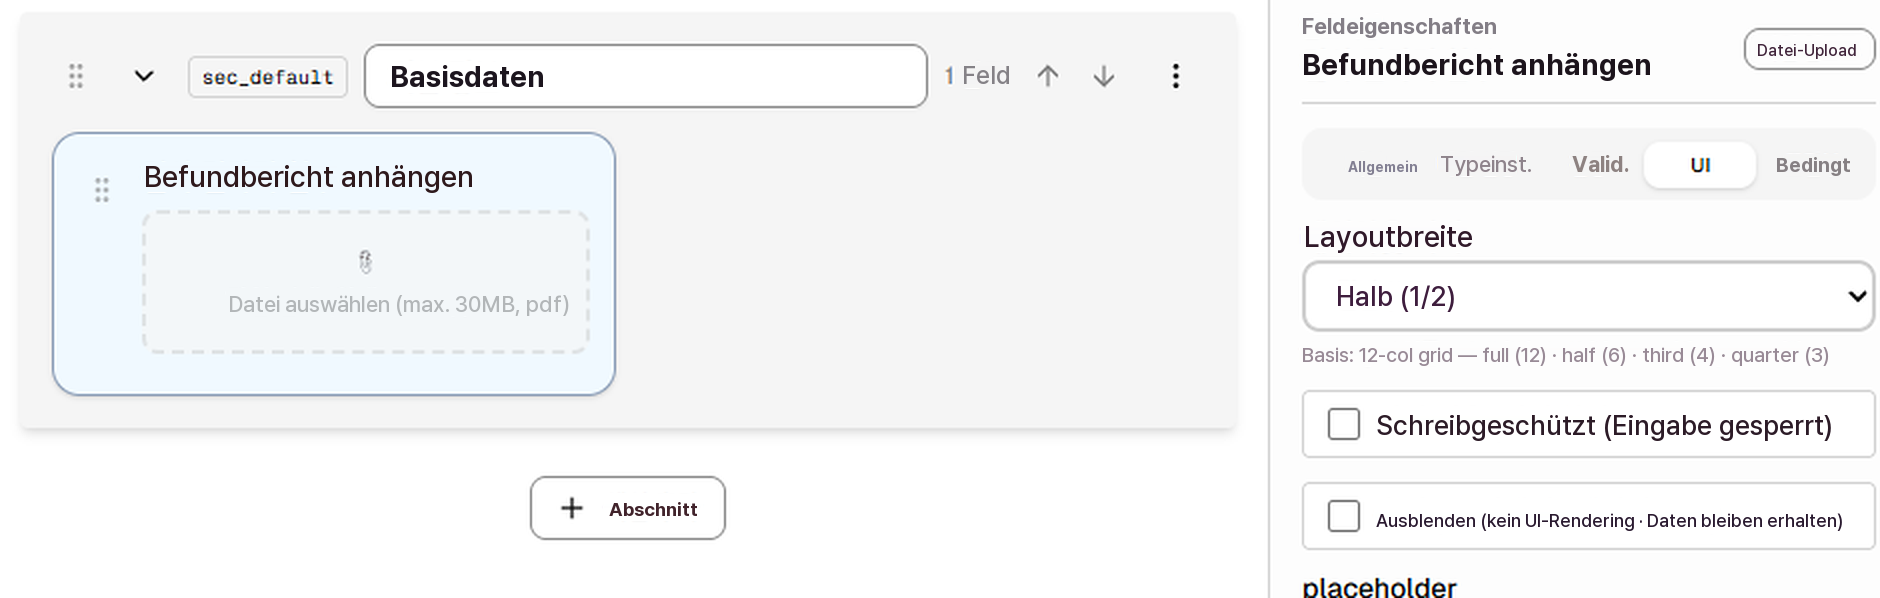 sec_default
Basisdaten
1 Feld
Befundbericht anhängen
Datei auswählen (max. 30MB, pdf)
+ Abschnitt
Feldeigenschaften
Befundbericht anhängen
Datei-Upload
Allgemein Typeinst. Valid. UI Bedingt
Layoutbreite
Halb (1/2)
Basis: 12-col grid — full (12) · half (6) · third (4) · quarter (3)
Schreibgeschützt (Eingabe gesperrt)
Ausblenden (kein UI-Rendering · Daten bleiben erhalten)
placeholder